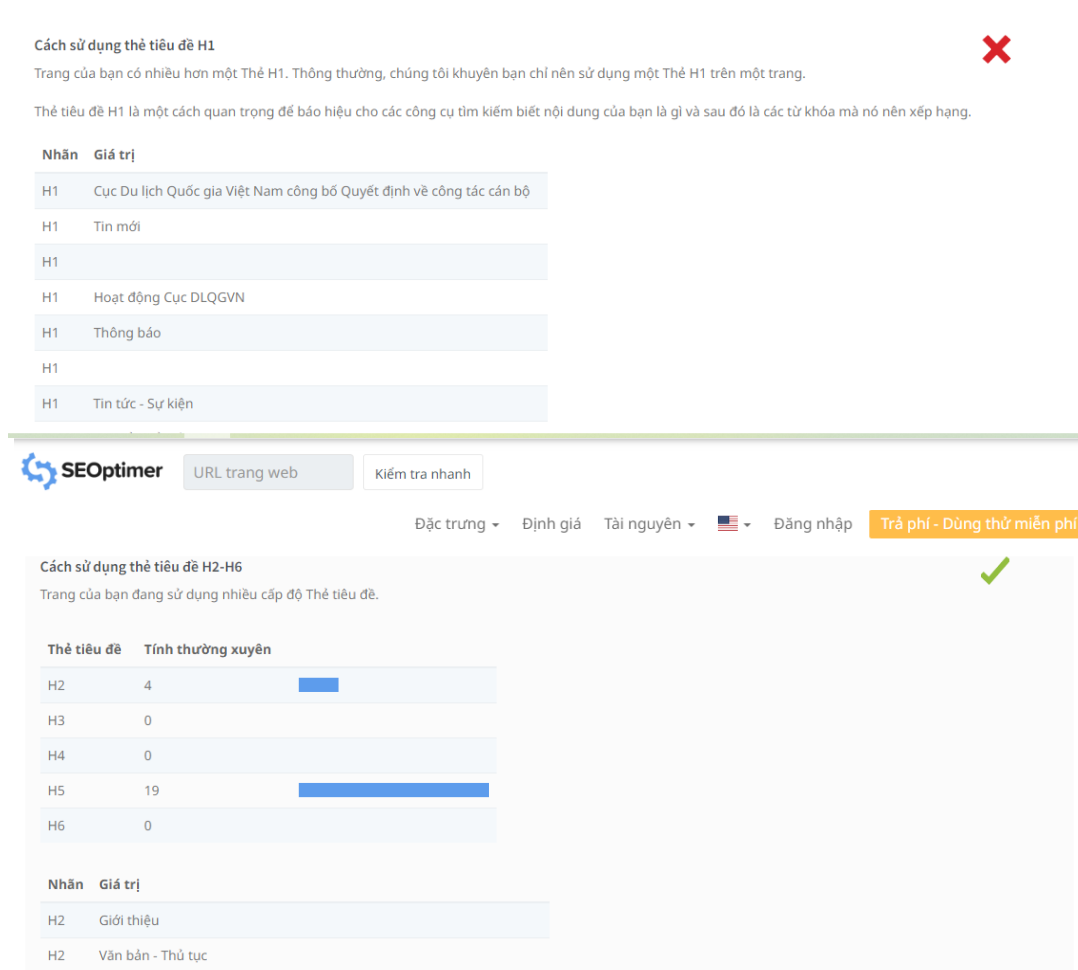 Cách sử dụng thẻ tiêu đề H1
Trang của bạn có nhiều hơn một Thẻ H1. Thông thường, chúng tôi khuyên bạn chỉ nên sử dụng một Thẻ H1 trên một trang.
Thẻ tiêu đề H1 là một cách quan trọng để báo hiệu cho các công cụ tìm kiếm biết nội dung của bạn là gì và sau đó là các từ khóa mà nó nên xếp hạng.
Nhãn Giá trị
H1 Cục Du lịch Quốc gia Việt Nam công bố Quyết định về công tác cán bộ
H1 Tin mới
H1
H1 Hoạt động Cục DLQGVN
H1 Thông báo
H1
H1 Tin tức - Sự kiện
SEOptimer URL trang web Kiểm tra nhanh
Đặc trưng Định giá Tài nguyên Đăng nhập Trả phí - Dùng thử miễn phí
Cách sử dụng thẻ tiêu đề H2-H6
Trang của bạn đang sử dụng nhiều cấp độ Thẻ tiêu đề.
Thẻ tiêu đề Tính thường xuyên
H2 4
H3 0
H4 0
H5 19
H6 0
Nhãn Giá trị
H2 Giới thiệu
H2 Văn bản - Thủ tục